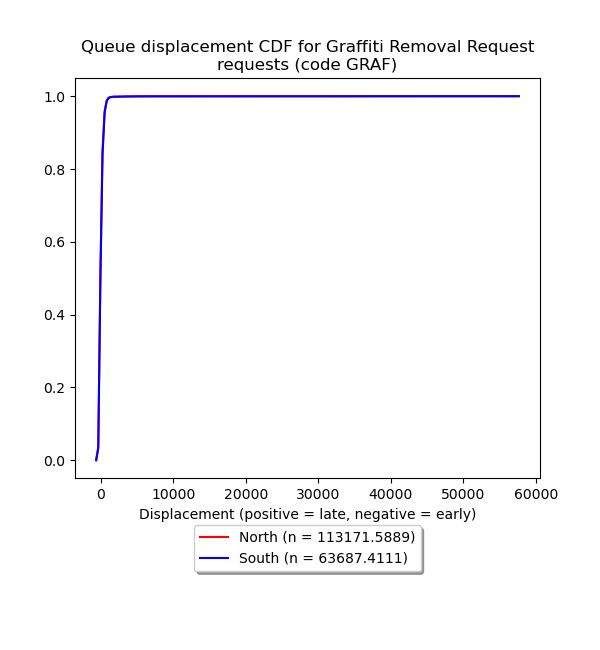 Queue displacement CDF for Graffiti Removal Request
requests (code GRAF)
1.0
0.8
0.6
0.4
0.2
0.0
0 10000 20000 30000 40000 50000 60000
Displacement (positive = late, negative = early)
North (n = 113171.5889)
South (n = 63687.4111)